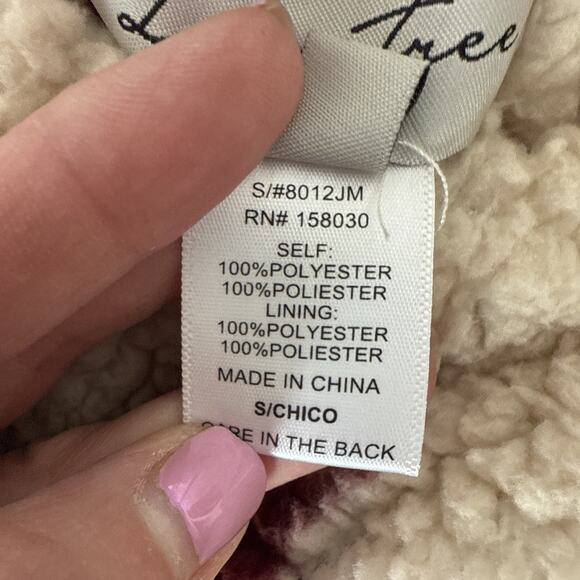 Tree
S/#8012JM
RN# 158030
SELF:
100%POLYESTER
100%POLIESTER
LINING:
100%POLYESTER
100%POLIESTER
MADE IN CHINA
S/CHICO
CARE IN THE BACK